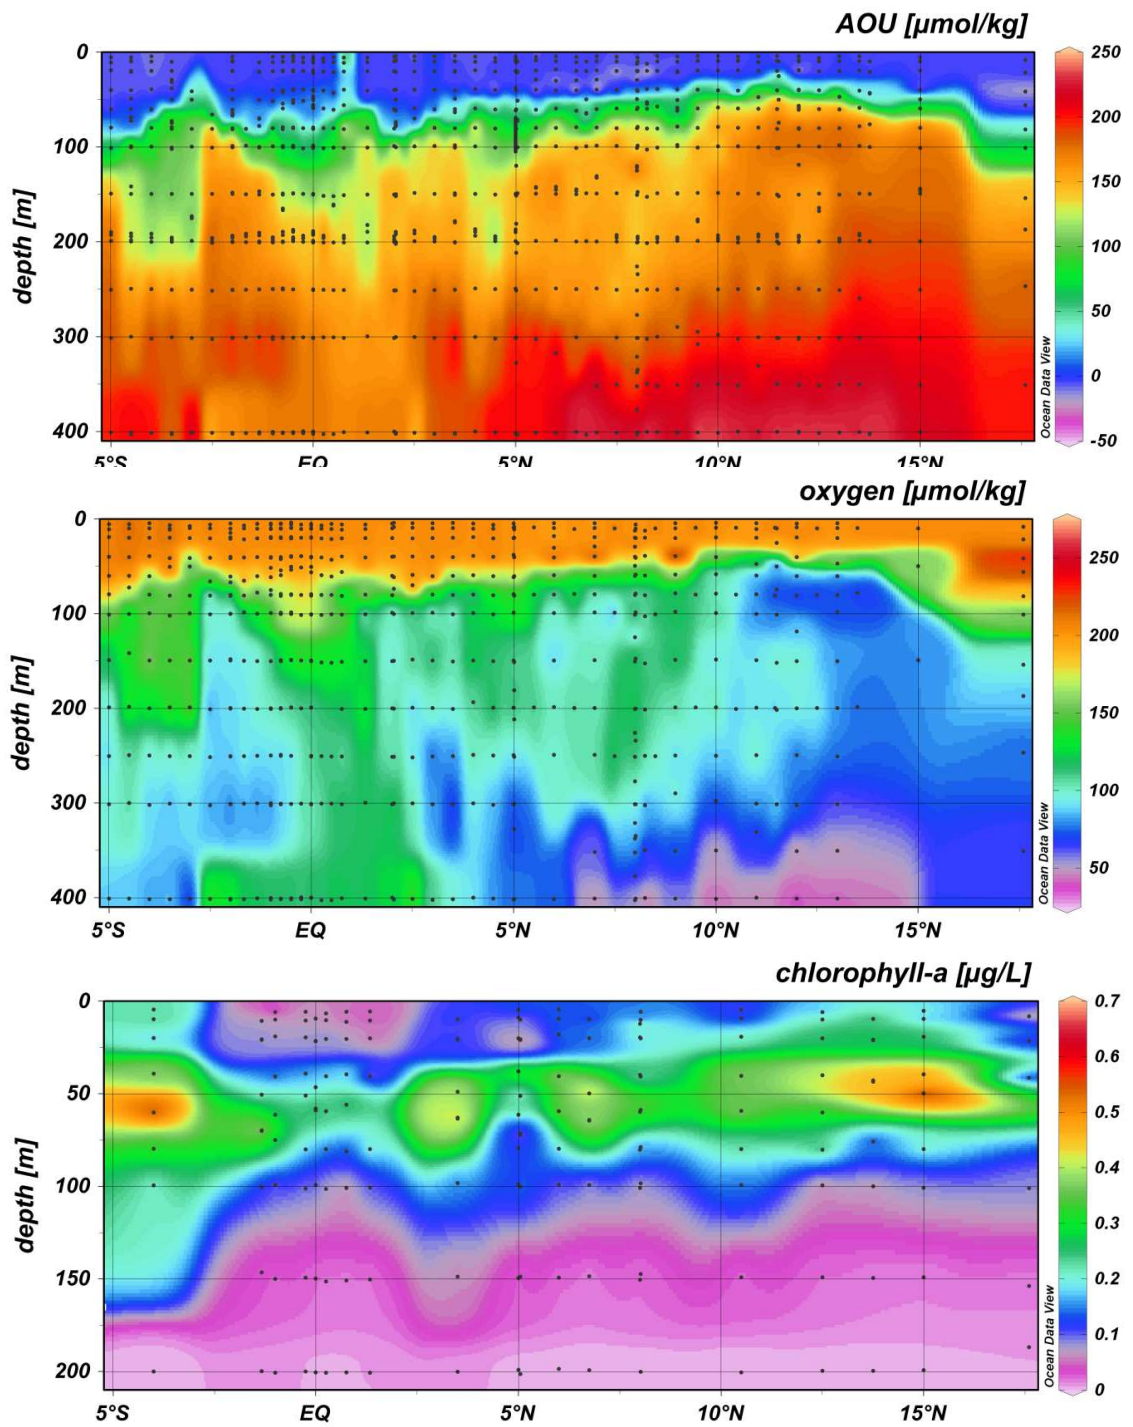 AOU [µmol/kg]
0
100
200
300
400
depth [m]
5°S
EQ
5°N
10°N
15°N
Ocean Data View
250
200
150
100
50
0
-50
oxygen [µmol/kg]
0
100
200
300
400
depth [m]
5°S
EQ
5°N
10°N
15°N
Ocean Data View
250
200
150
100
50
chlorophyll-a [µg/L]
0
50
100
150
200
depth [m]
5°S
EQ
5°N
10°N
15°N
Ocean Data View
0.7
0.6
0.5
0.4
0.3
0.2
0.1
0